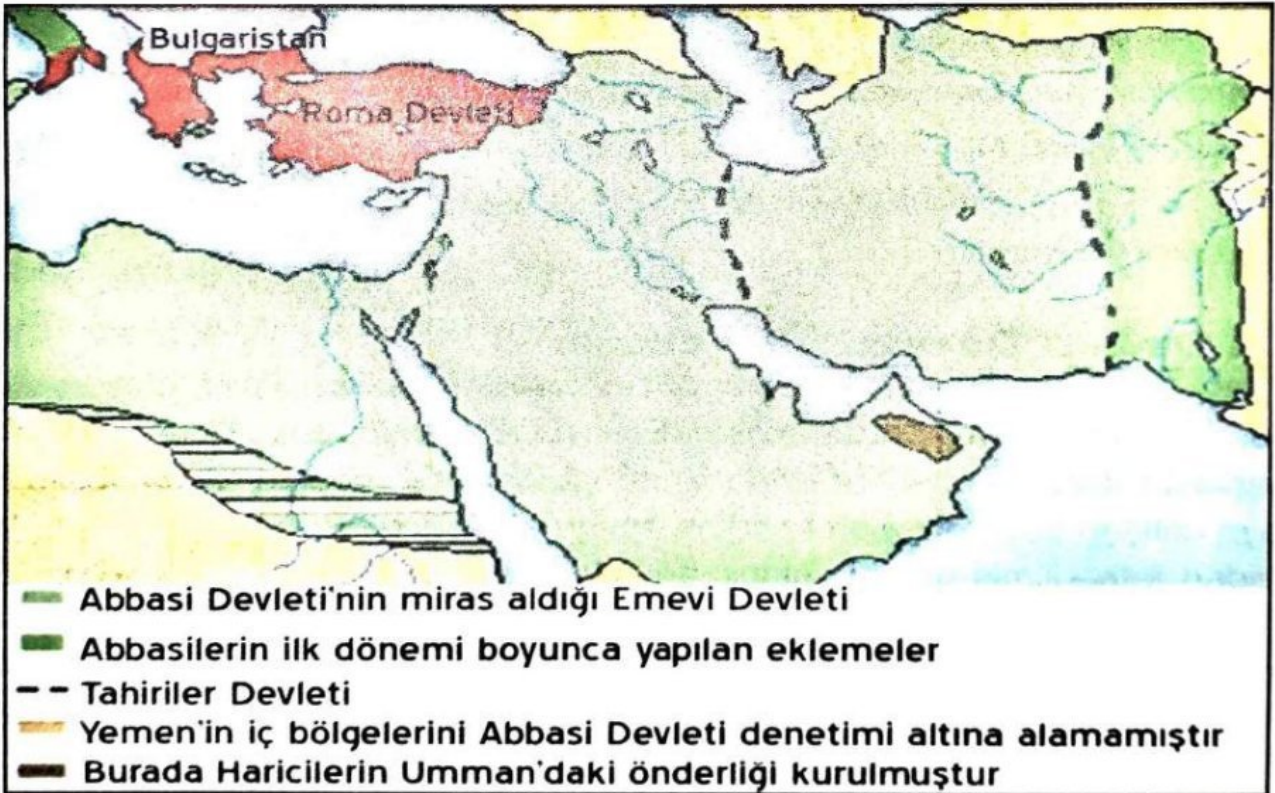 Bulgaristan
Roma Devleti
Abbasi Devleti'nin miras aldığı Emevi Devleti
Abbasilerin ilk dönemi boyunca yapılan eklemeler
Tahiriler Devleti
Yemen'in iç bölgelerini Abbasi Devleti denetimi altına alamamıştır
Burada Haricilerin Umman'daki önderliği kurulmuştur